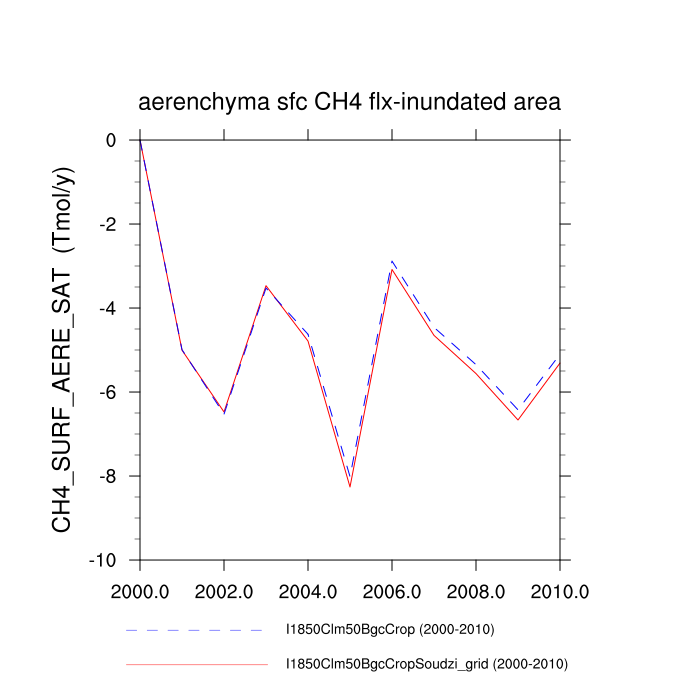 aerenchyma sfc CH4 flx-inundated area
CH4_SURF_AERE_SAT (Tmol/y)
0
-2
-4
-6
-8
-10
2000.0 2002.0 2004.0 2006.0 2008.0 2010.0
I1850Clm50BgcCrop (2000-2010)
I1850Clm50BgcCropSoudzi_grid (2000-2010)